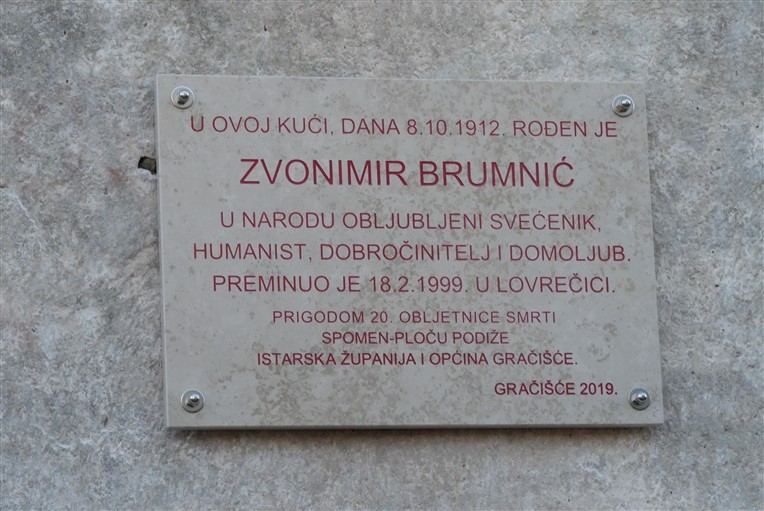 U OVOJ KUĆI, DANA 8.10.1912. ROĐEN JE
ZVONIMIR BRUMNIĆ
U NARODU OBLJUBLJENI SVEĆENIK,
HUMANIST, DOBROČINITELJ I DOMOLJUB.
PREMINUO JE 18.2.1999. U LOVREČICI.
PRIGODOM 20. OBLJETNICE SMRTI
SPOMEN-PLOČU PODIŽE
ISTARSKA ŽUPANIJA I OPĆINA GRAČIŠĆE.
GRAČIŠĆE 2019.